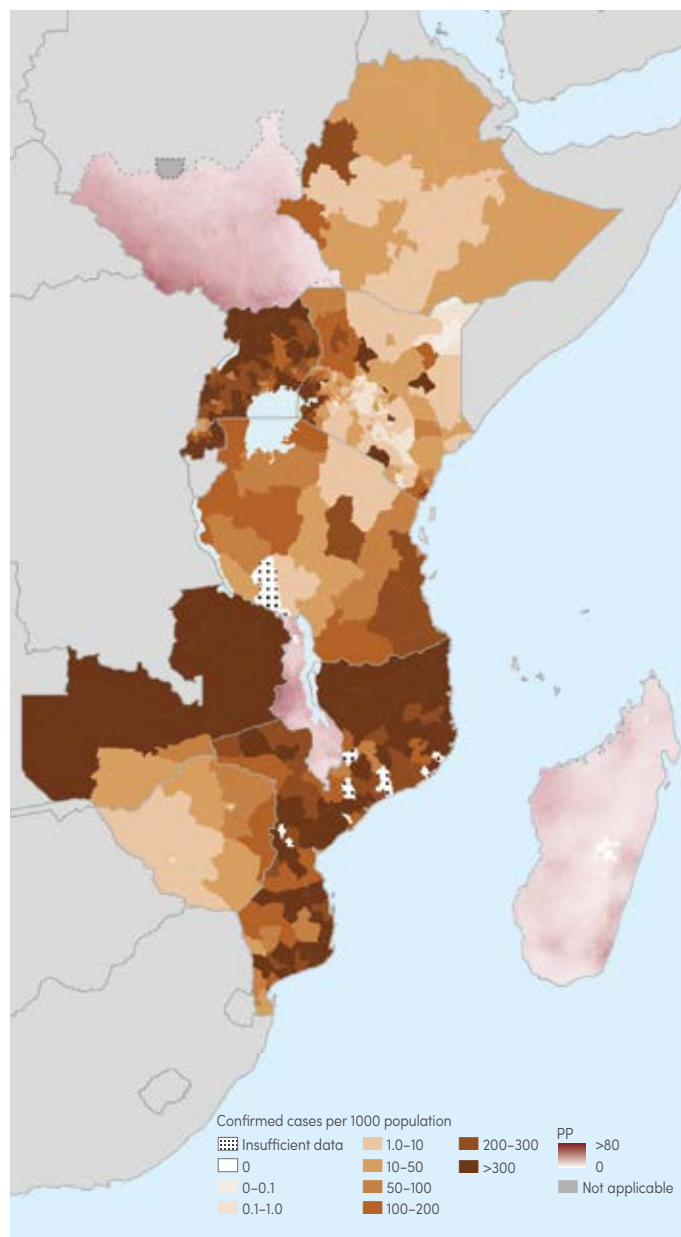 Confirmed cases per 1000 population
Insufficient data
0
0–0.1
0.1–1.0
1.0–10
10–50
50–100
100–200
200–300
>300
PP
>80
0
Not applicable